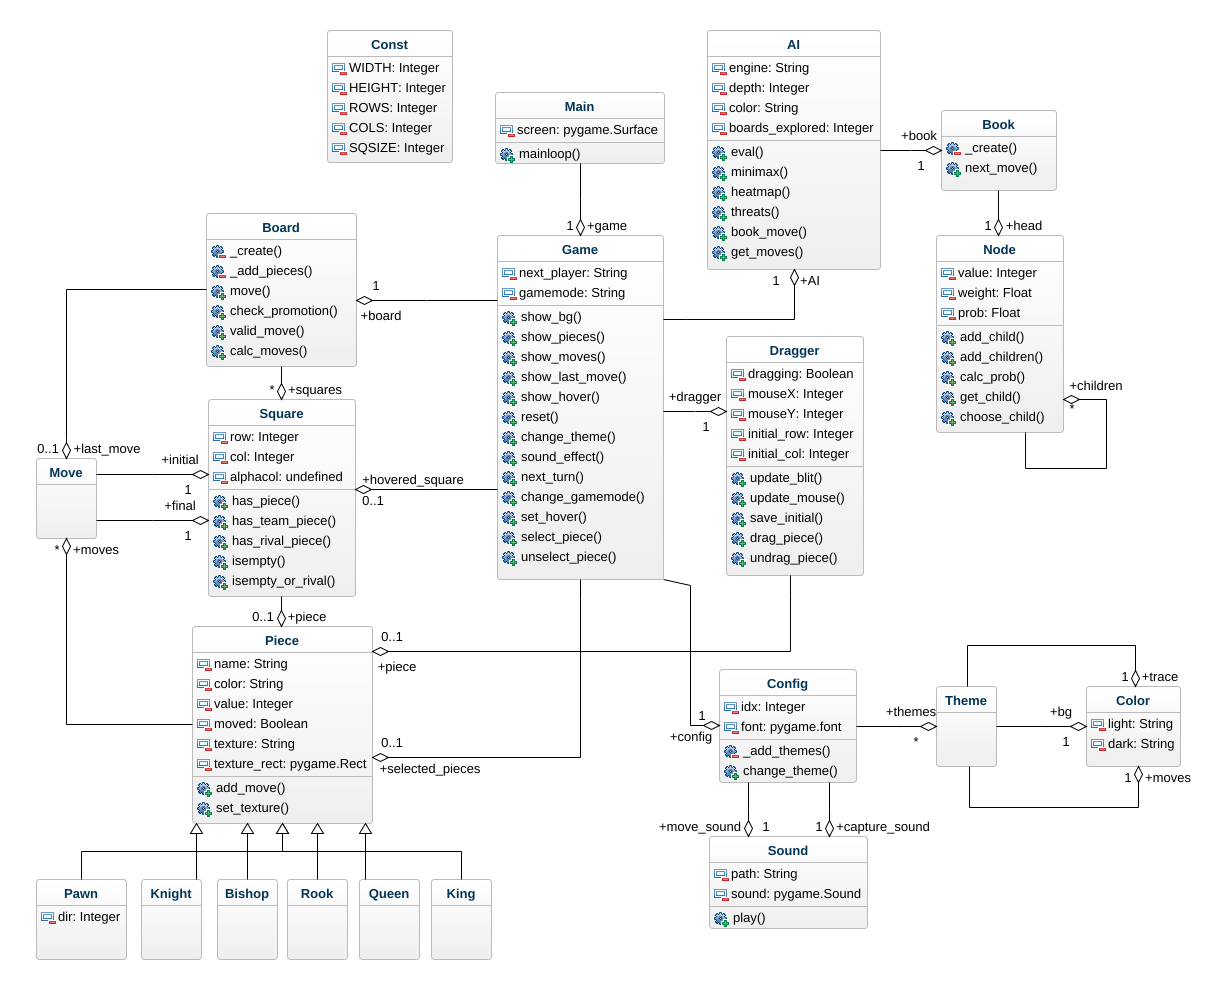 Const
WIDTH: Integer
HEIGHT: Integer
ROWS: Integer
COLS: Integer
SQSIZE: Integer
Main
screen: pygame.Surface
mainloop()
1 +game
AI
engine: String
depth: Integer
color: String
boards_explored: Integer
eval()
minimax()
heatmap()
threats()
book_move()
get_moves()
1 +AI
+book
1
Book
_create()
next_move()
1 +head
Node
value: Integer
weight: Float
prob: Float
add_child()
add_children()
calc_prob()
get_child()
choose_child()
+children
*
Board
_create()
_add_pieces()
move()
check_promotion()
valid_move()
calc_moves()
1
+board
* +squares
Game
next_player: String
gamemode: String
show_bg()
show_pieces()
show_moves()
show_last_move()
show_hover()
reset()
change_theme()
sound_effect()
next_turn()
change_gamemode()
set_hover()
select_piece()
unselect_piece()
+dragger
1
Dragger
dragging: Boolean
mouseX: Integer
mouseY: Integer
initial_row: Integer
initial_col: Integer
update_blit()
update_mouse()
save_initial()
drag_piece()
undrag_piece()
Square
row: Integer
col: Integer
alphacol: undefined
has_piece()
has_team_piece()
has_rival_piece()
isempty()
isempty_or_rival()
+hovered_square
0..1
0..1 +last_move
Move
+initial
1
+final
1
* +moves
0..1 +piece
Piece
name: String
color: String
value: Integer
moved: Boolean
texture: String
texture_rect: pygame.Rect
add_move()
set_texture()
0..1
+piece
0..1
+selected_pieces
1
+config
Config
idx: Integer
font: pygame.font
_add_themes()
change_theme()
+themes
*
Theme
+bg
1
1 +trace
Color
light: String
dark: String
1 +moves
+move_sound 1
1 +capture_sound
Sound
path: String
sound: pygame.Sound
play()
Pawn
dir: Integer
Knight
Bishop
Rook
Queen
King